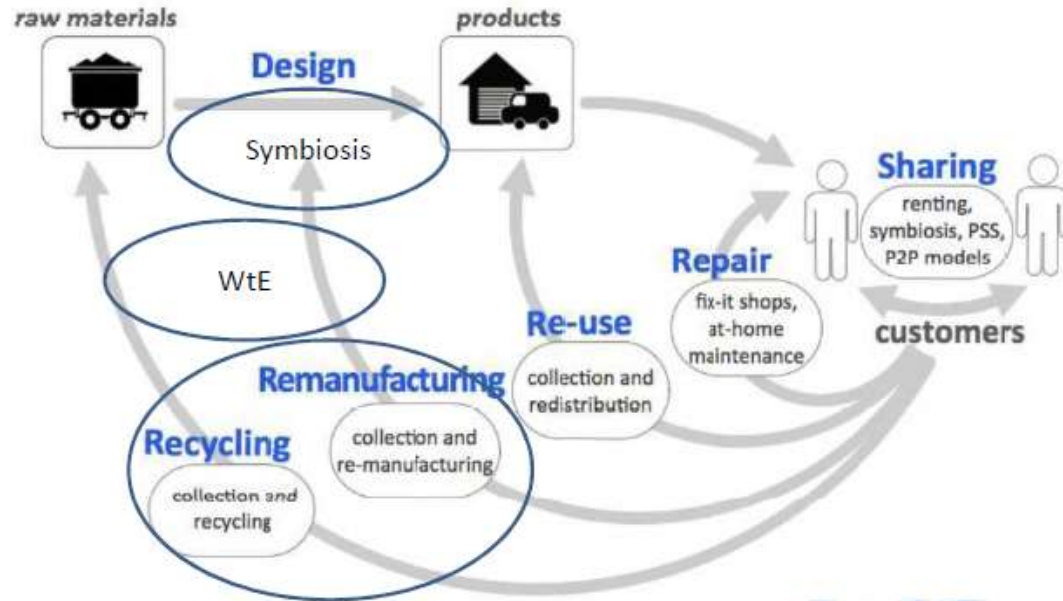 raw materials
products
Design
Symbiosis
Sharing
renting,
symbiosis, PSS,
P2P models
WtE
Repair
fix-it shops,
at-home
maintenance
customers
Re-use
collection and
redistribution
Remanufacturing
collection and
re-manufacturing
Recycling
collection and
recycling